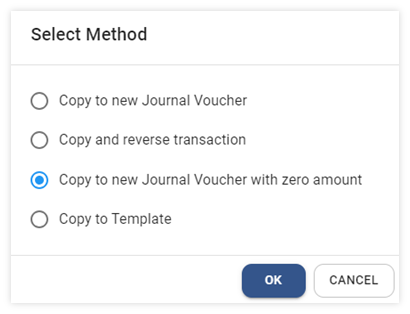 Select Method
Copy to new Journal Voucher
Copy and reverse transaction
Copy to new Journal Voucher with zero amount
Copy to Template
OK CANCEL